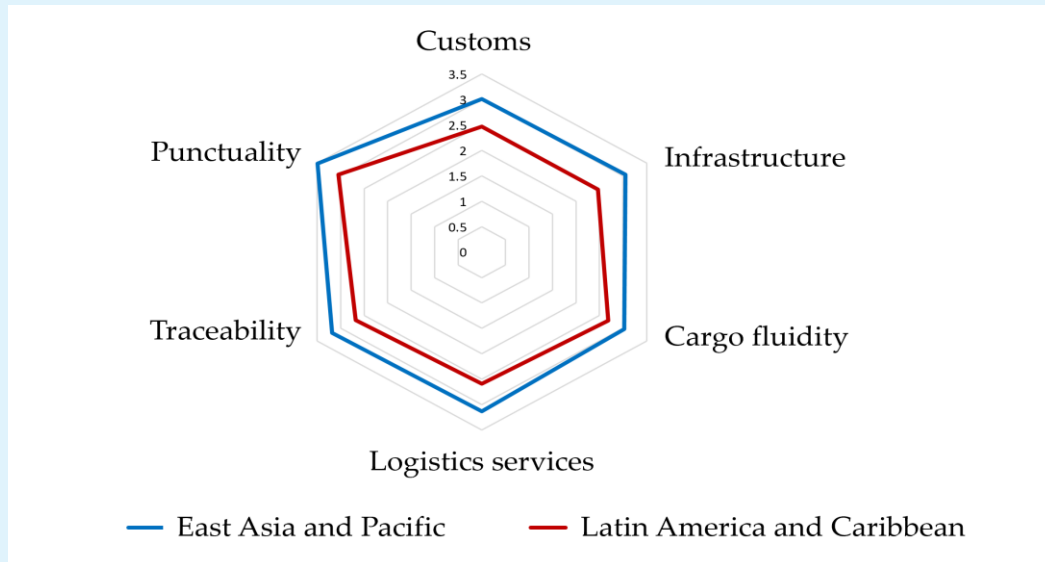 Customs
3.5
3
2.5
2
1.5
1
0.5
0
Punctuality
Infrastructure
Traceability
Cargo fluidity
Logistics services
East Asia and Pacific
Latin America and Caribbean